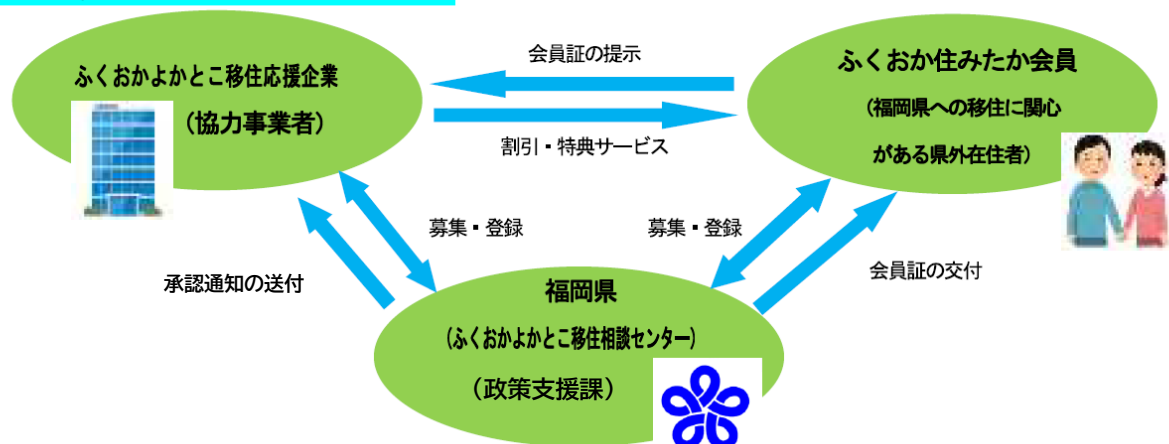 ふくおかよかとこ移住応援企業
（協力事業者）
会員証の提示
割引・特典サービス
ふくおか住みたか会員
（福岡県への移住に関心
がある県外在住者）
募集・登録
募集・登録
承認通知の送付
会員証の交付
福岡県
（ふくおかよかとこ移住相談センター）
（政策支援課）